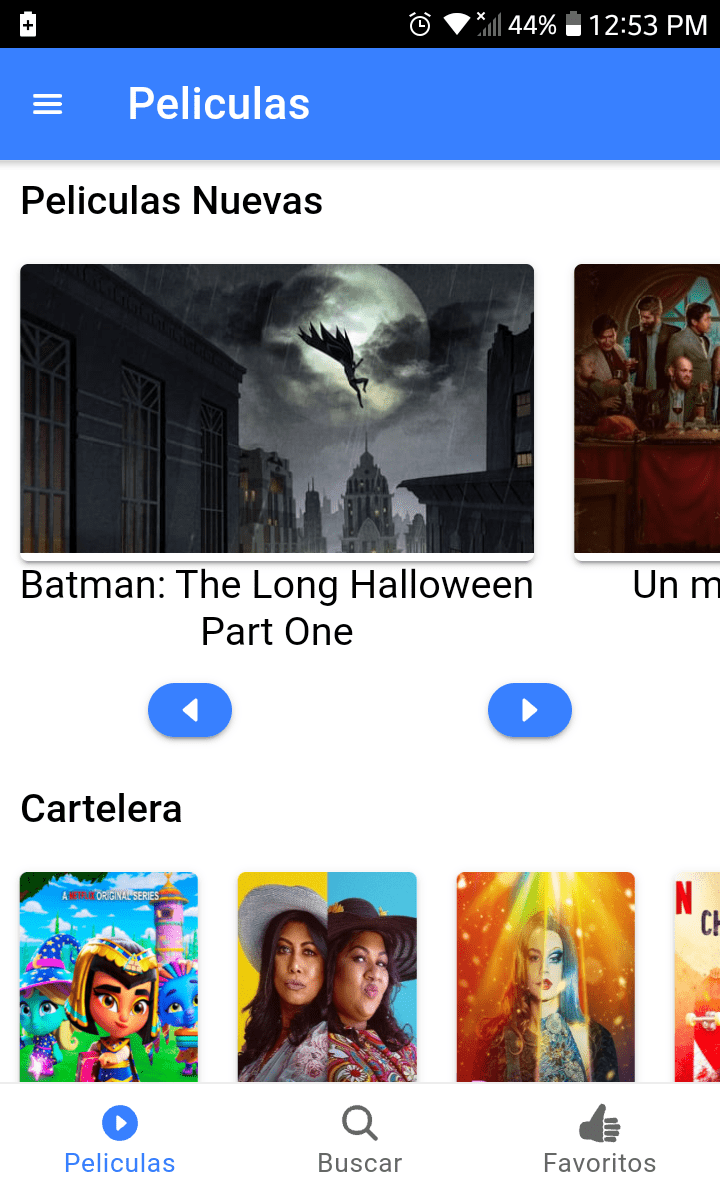 44% 12:53 PM
Peliculas
Peliculas Nuevas
Batman: The Long Halloween
Part One
Un m
Cartelera
A NETFLIX ORIGINAL SERIES
N
CH
Peliculas
Buscar
Favoritos